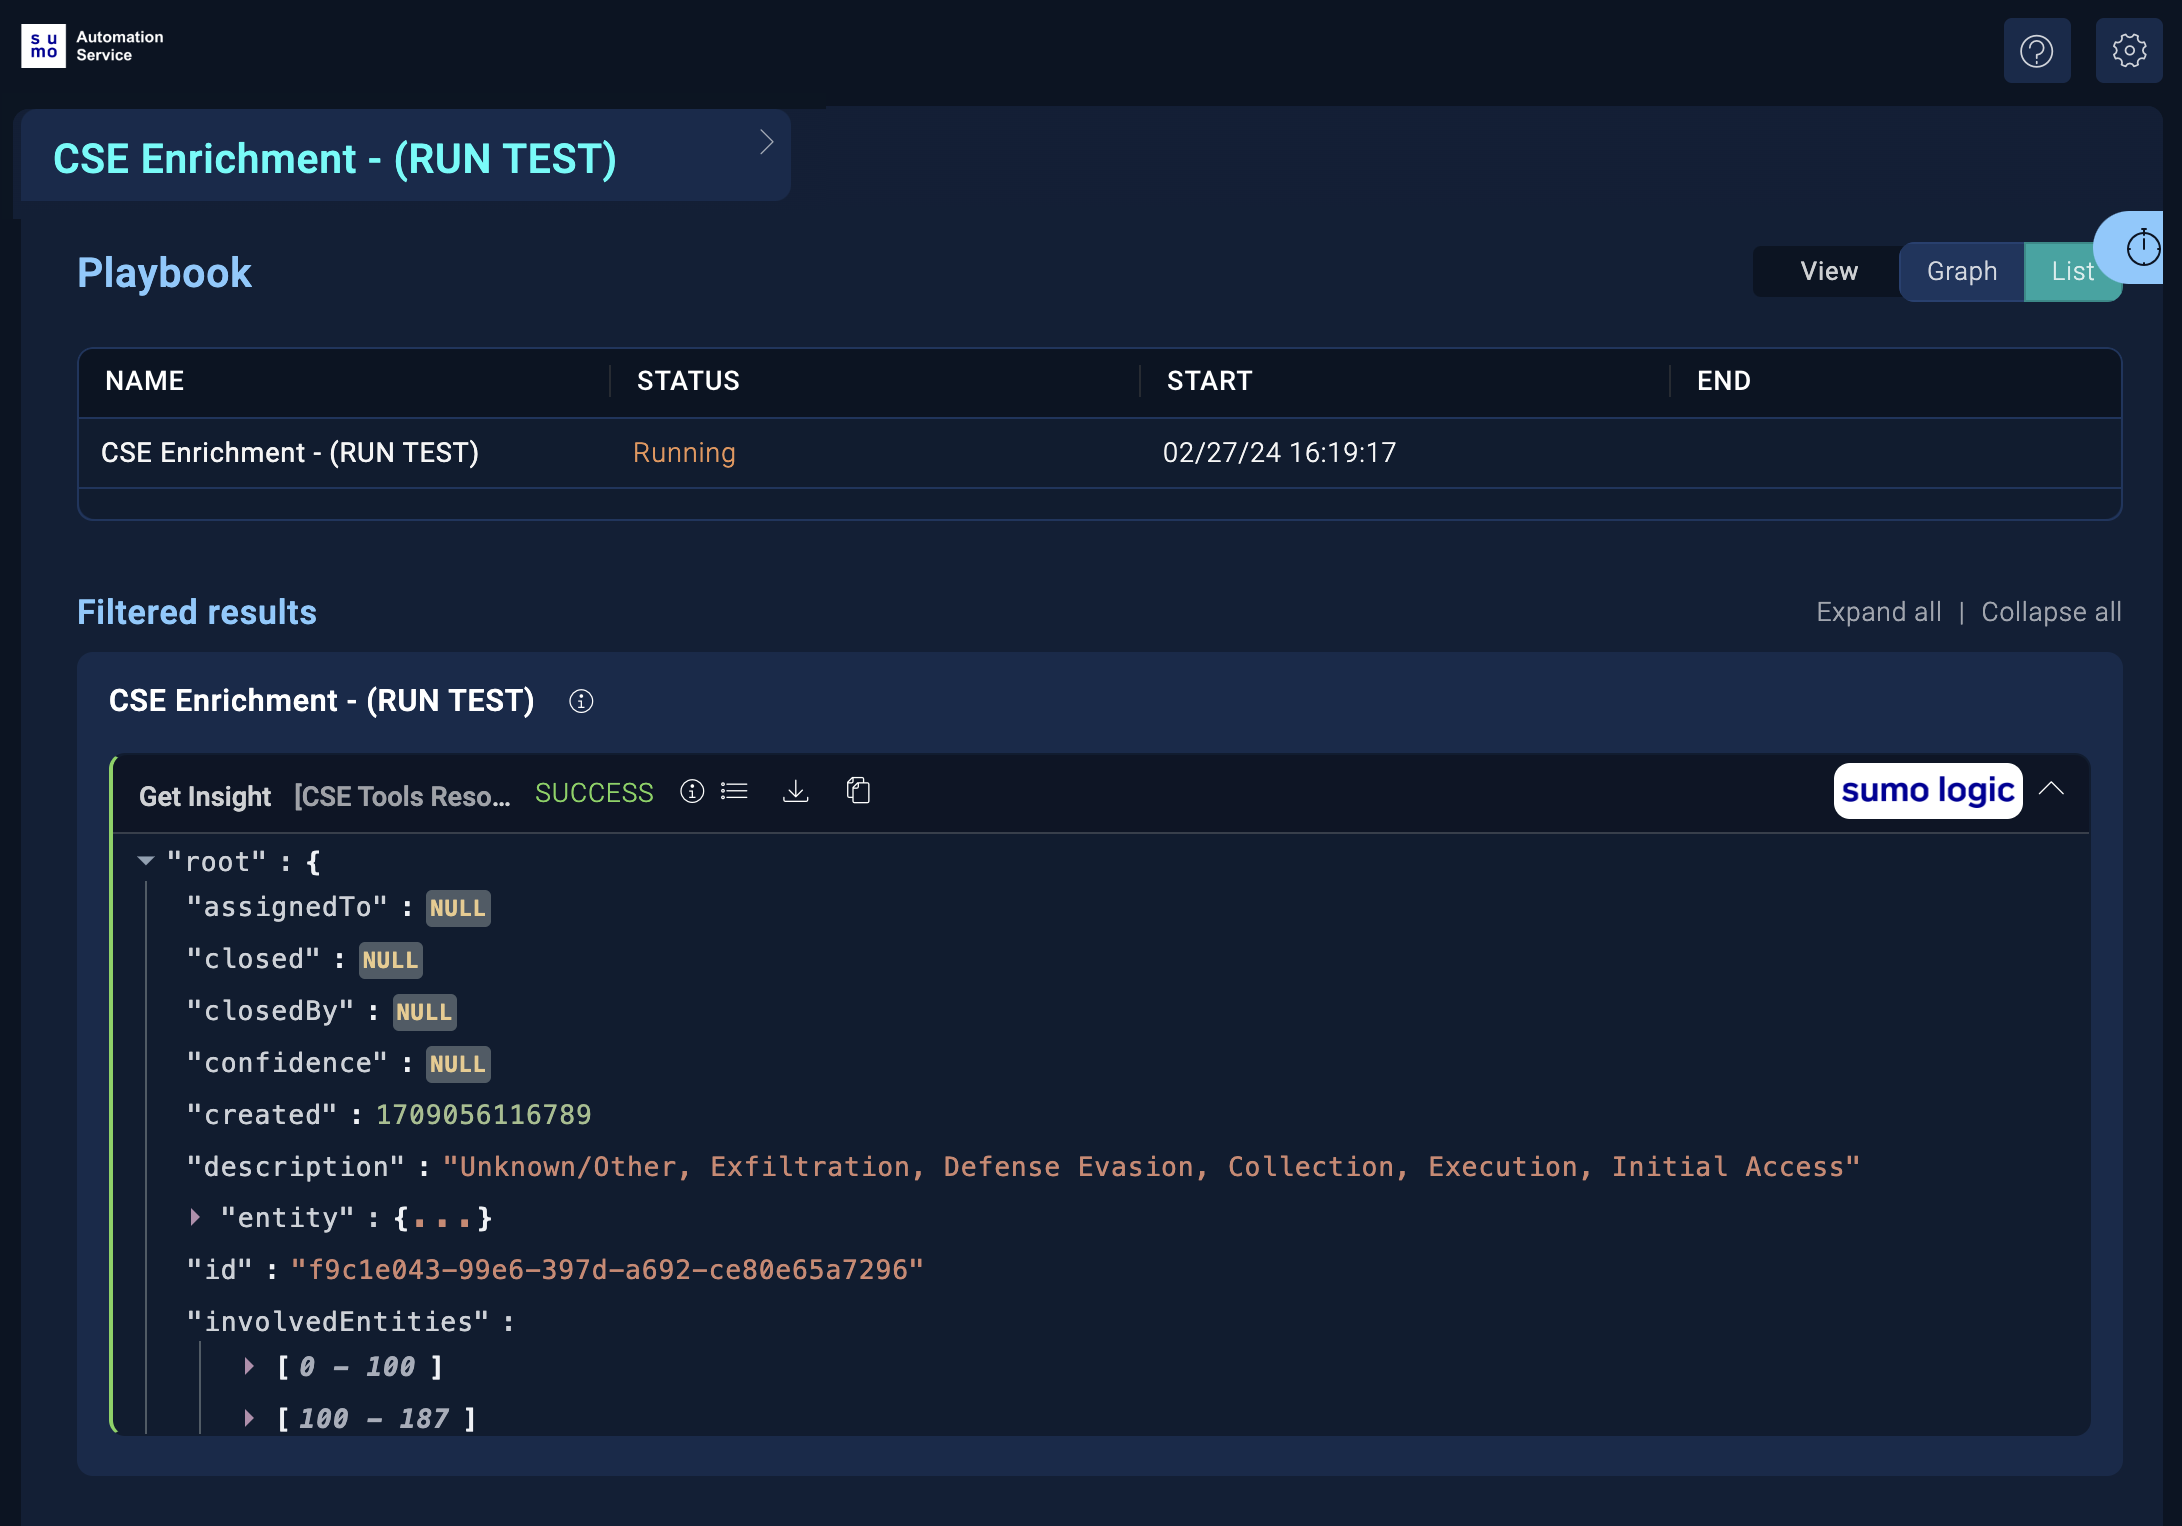 su
mo
Automation
Service
CSE Enrichment - (RUN TEST)
Playbook
View Graph List
NAME STATUS START END
CSE Enrichment - (RUN TEST) Running 02/27/24 16:19:17
Filtered results
Expand all | Collapse all
CSE Enrichment - (RUN TEST)
Get Insight [CSE Tools Reso... SUCCESS sumo logic
"root" : {
"assignedTo" : NULL
"closed" : NULL
"closedBy" : NULL
"confidence" : NULL
"created" : 1709056116789
"description" : "Unknown/Other, Exfiltration, Defense Evasion, Collection, Execution, Initial Access"
"entity" : {...}
"id" : "f9c1e043-99e6-397d-a692-ce80e65a7296"
"involvedEntities" :
[ 0 - 100 ]
[ 100 - 187 ]